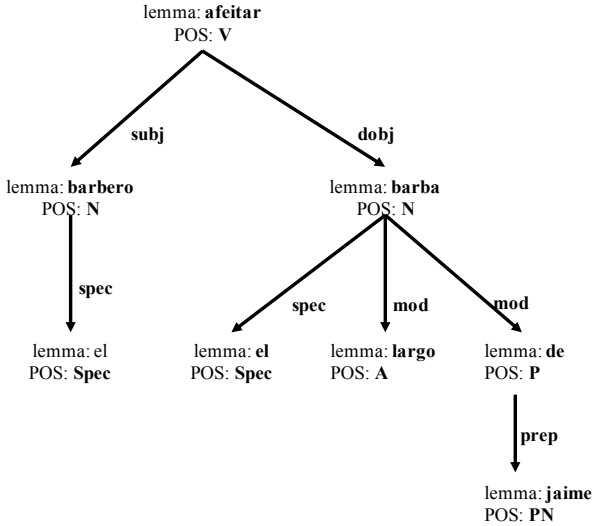 lemma: afeitar
POS: V
subj
dobj
lemma: barbero
POS: N
lemma: barba
POS: N
spec
spec
mod
mod
lemma: el
POS: Spec
lemma: el
POS: Spec
lemma: largo
POS: A
lemma: de
POS: P
prep
lemma: jaime
POS: PN